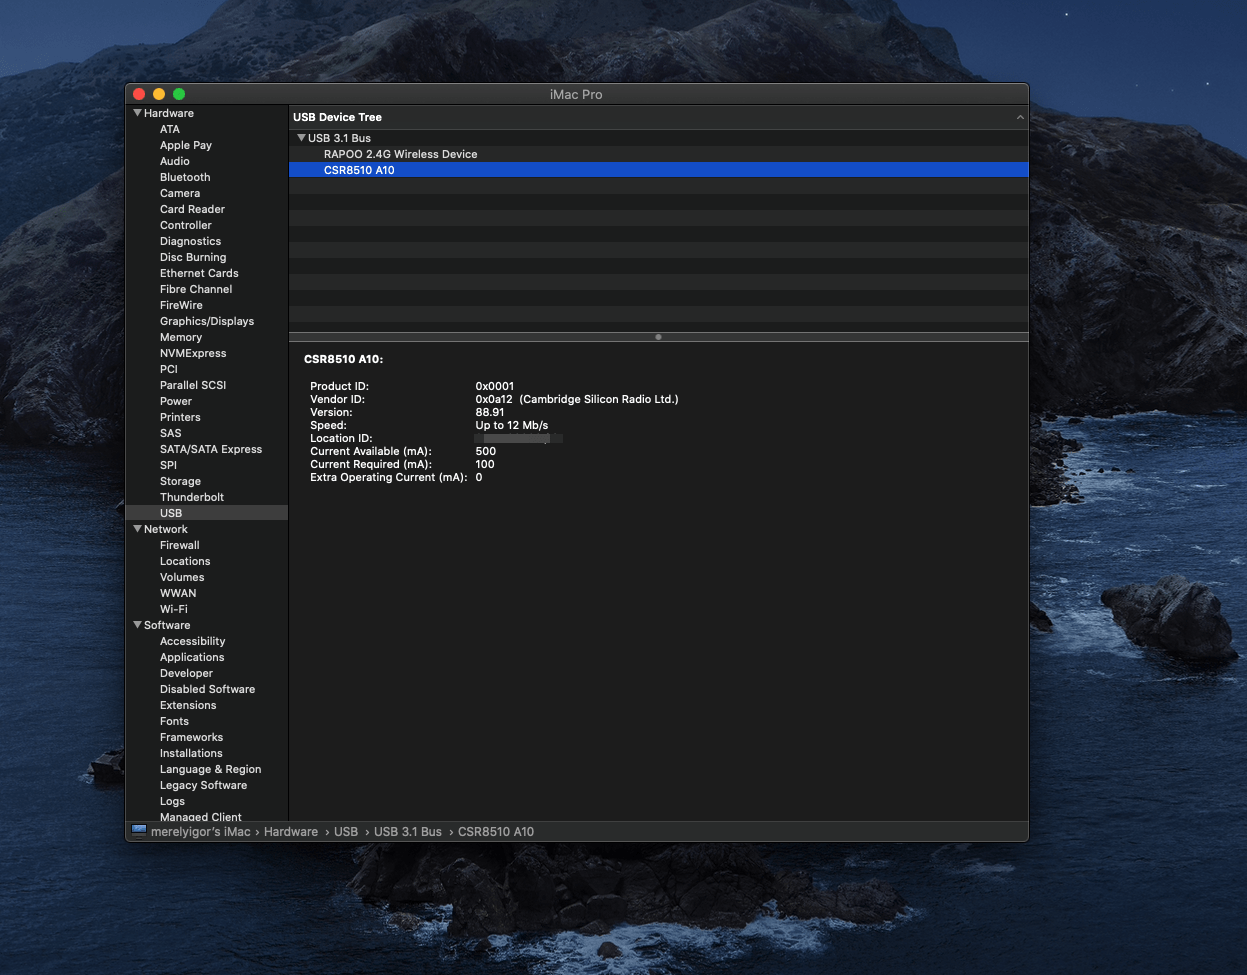 iMac Pro
Hardware
ATA
Apple Pay
Audio
Bluetooth
Camera
Card Reader
Controller
Diagnostics
Disc Burning
Ethernet Cards
Fibre Channel
FireWire
Graphics/Displays
Memory
NVMExpress
PCI
Parallel SCSI
Power
Printers
SAS
SATA/SATA Express
SPI
Storage
Thunderbolt
USB
Network
Firewall
Locations
Volumes
WWAN
Wi-Fi
Software
Accessibility
Applications
Developer
Disabled Software
Extensions
Fonts
Frameworks
Installations
Language & Region
Legacy Software
Logs
Managed Client
USB Device Tree
USB 3.1 Bus
RAPOO 2.4G Wireless Device
CSR8510 A10
CSR8510 A10:
Product ID: 0x0001
Vendor ID: 0x0a12 (Cambridge Silicon Radio Ltd.)
Version: 88.91
Speed: Up to 12 Mb/s
Location ID:
Current Available (mA): 500
Current Required (mA): 100
Extra Operating Current (mA): 0
merelyigor's iMac › Hardware › USB › USB 3.1 Bus › CSR8510 A10